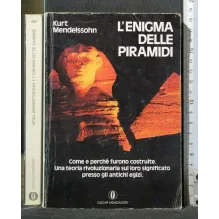 Kurt
Mendelssohn
L'ENIGMA
DELLE
PIRAMIDI
Come e perchè furono costruite.
Una teoria rivoluzionaria sul loro significato
presso gli antichi egizi.
OSCAR MONDADORI